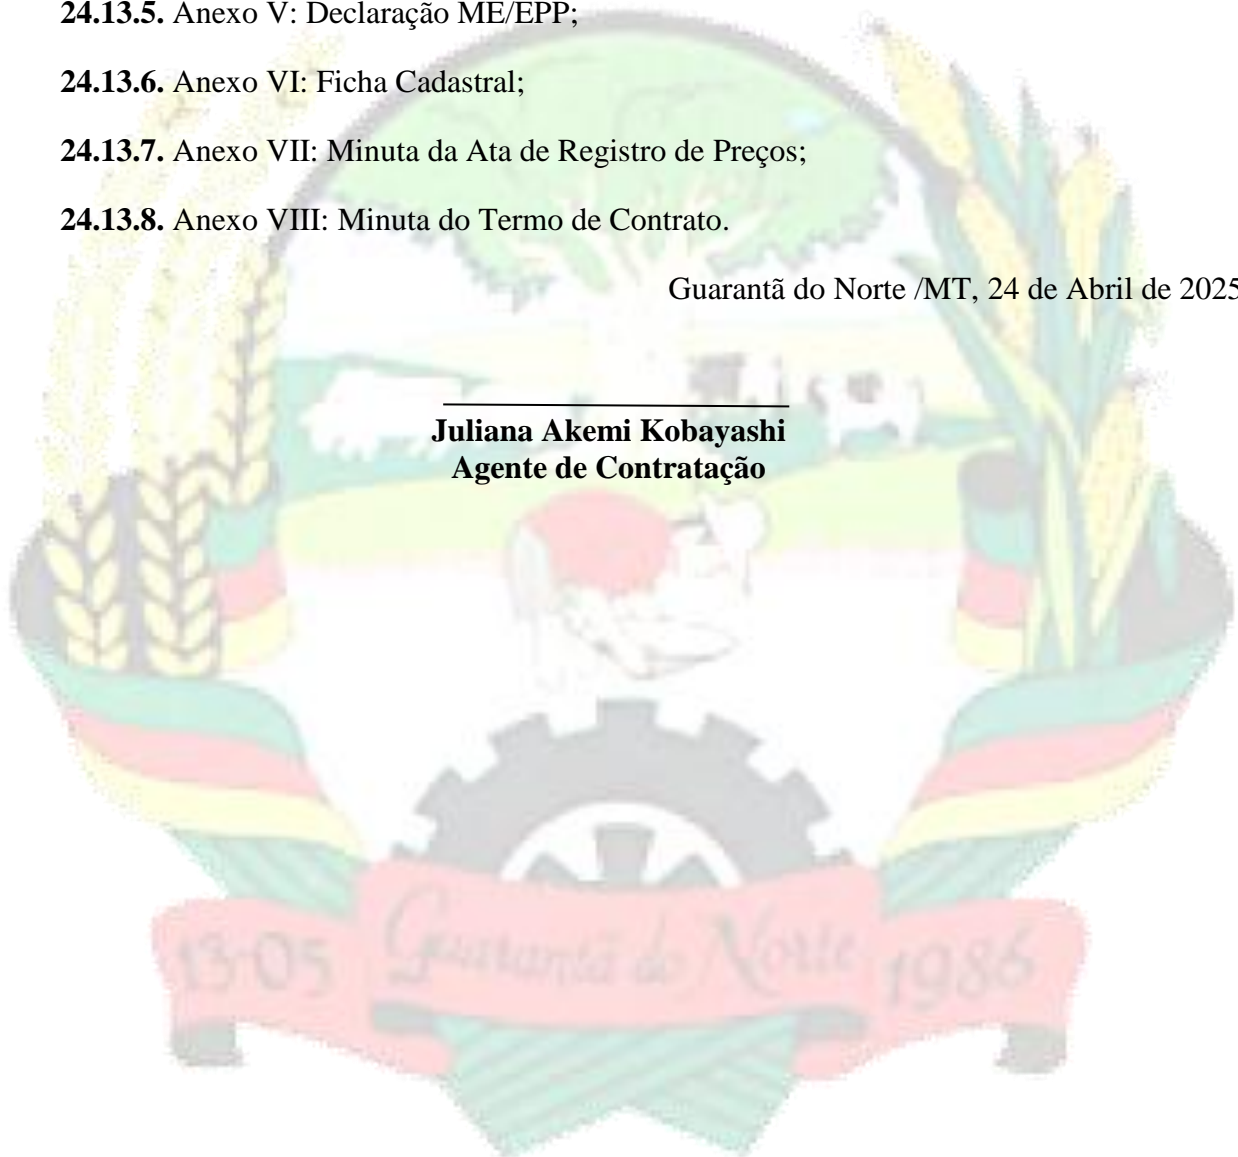 24.13.5. Anexo V: Declaração ME/EPP;
24.13.6. Anexo VI: Ficha Cadastral;
24.13.7. Anexo VII: Minuta da Ata de Registro de Preços;
24.13.8. Anexo VIII: Minuta do Termo de Contrato.
Guarantã do Norte /MT, 24 de Abril de 2025
Juliana Akemi Kobayashi
Agente de Contratação
13-05 Guarantã do Norte 1986